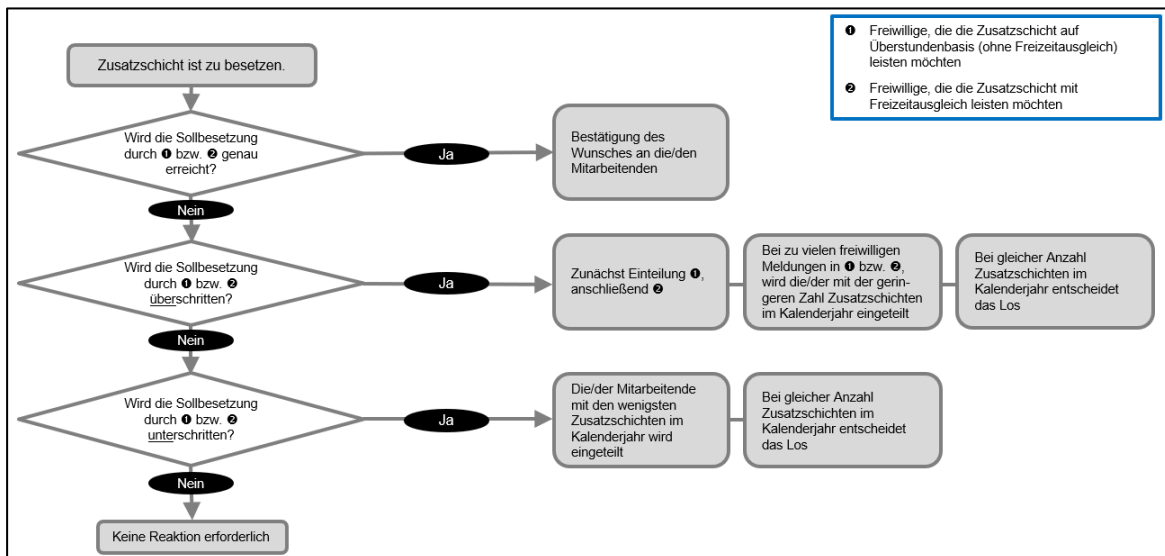 ❶ Freiwillige, die die Zusatzschicht auf
Überstundenbasis (ohne Freizeitausgleich)
leisten möchten
❷ Freiwillige, die die Zusatzschicht mit
Freizeitausgleich leisten möchten
Zusatzschicht ist zu besetzen.
Wird die Sollbesetzung
durch ❶ bzw. ❷ genau
erreicht?
Ja
Bestätigung des
Wunsches an die/den
Mitarbeitenden
Nein
Wird die Sollbesetzung
durch ❶ bzw. ❷
überschritten?
Ja
Zunächst Einteilung ❶,
anschließend ❷
Bei zu vielen freiwilligen
Meldungen in ❶ bzw. ❷,
wird die/der mit der gerin-
geren Zahl Zusatzschichten
im Kalenderjahr eingeteilt
Bei gleicher Anzahl
Zusatzschichten im
Kalenderjahr entscheidet
das Los
Nein
Wird die Sollbesetzung
durch ❶ bzw. ❷
unterschritten?
Ja
Die/der Mitarbeitende
mit den wenigsten
Zusatzschichten im
Kalenderjahr wird
eingeteilt
Bei gleicher Anzahl
Zusatzschichten im
Kalenderjahr entscheidet
das Los
Nein
Keine Reaktion erforderlich